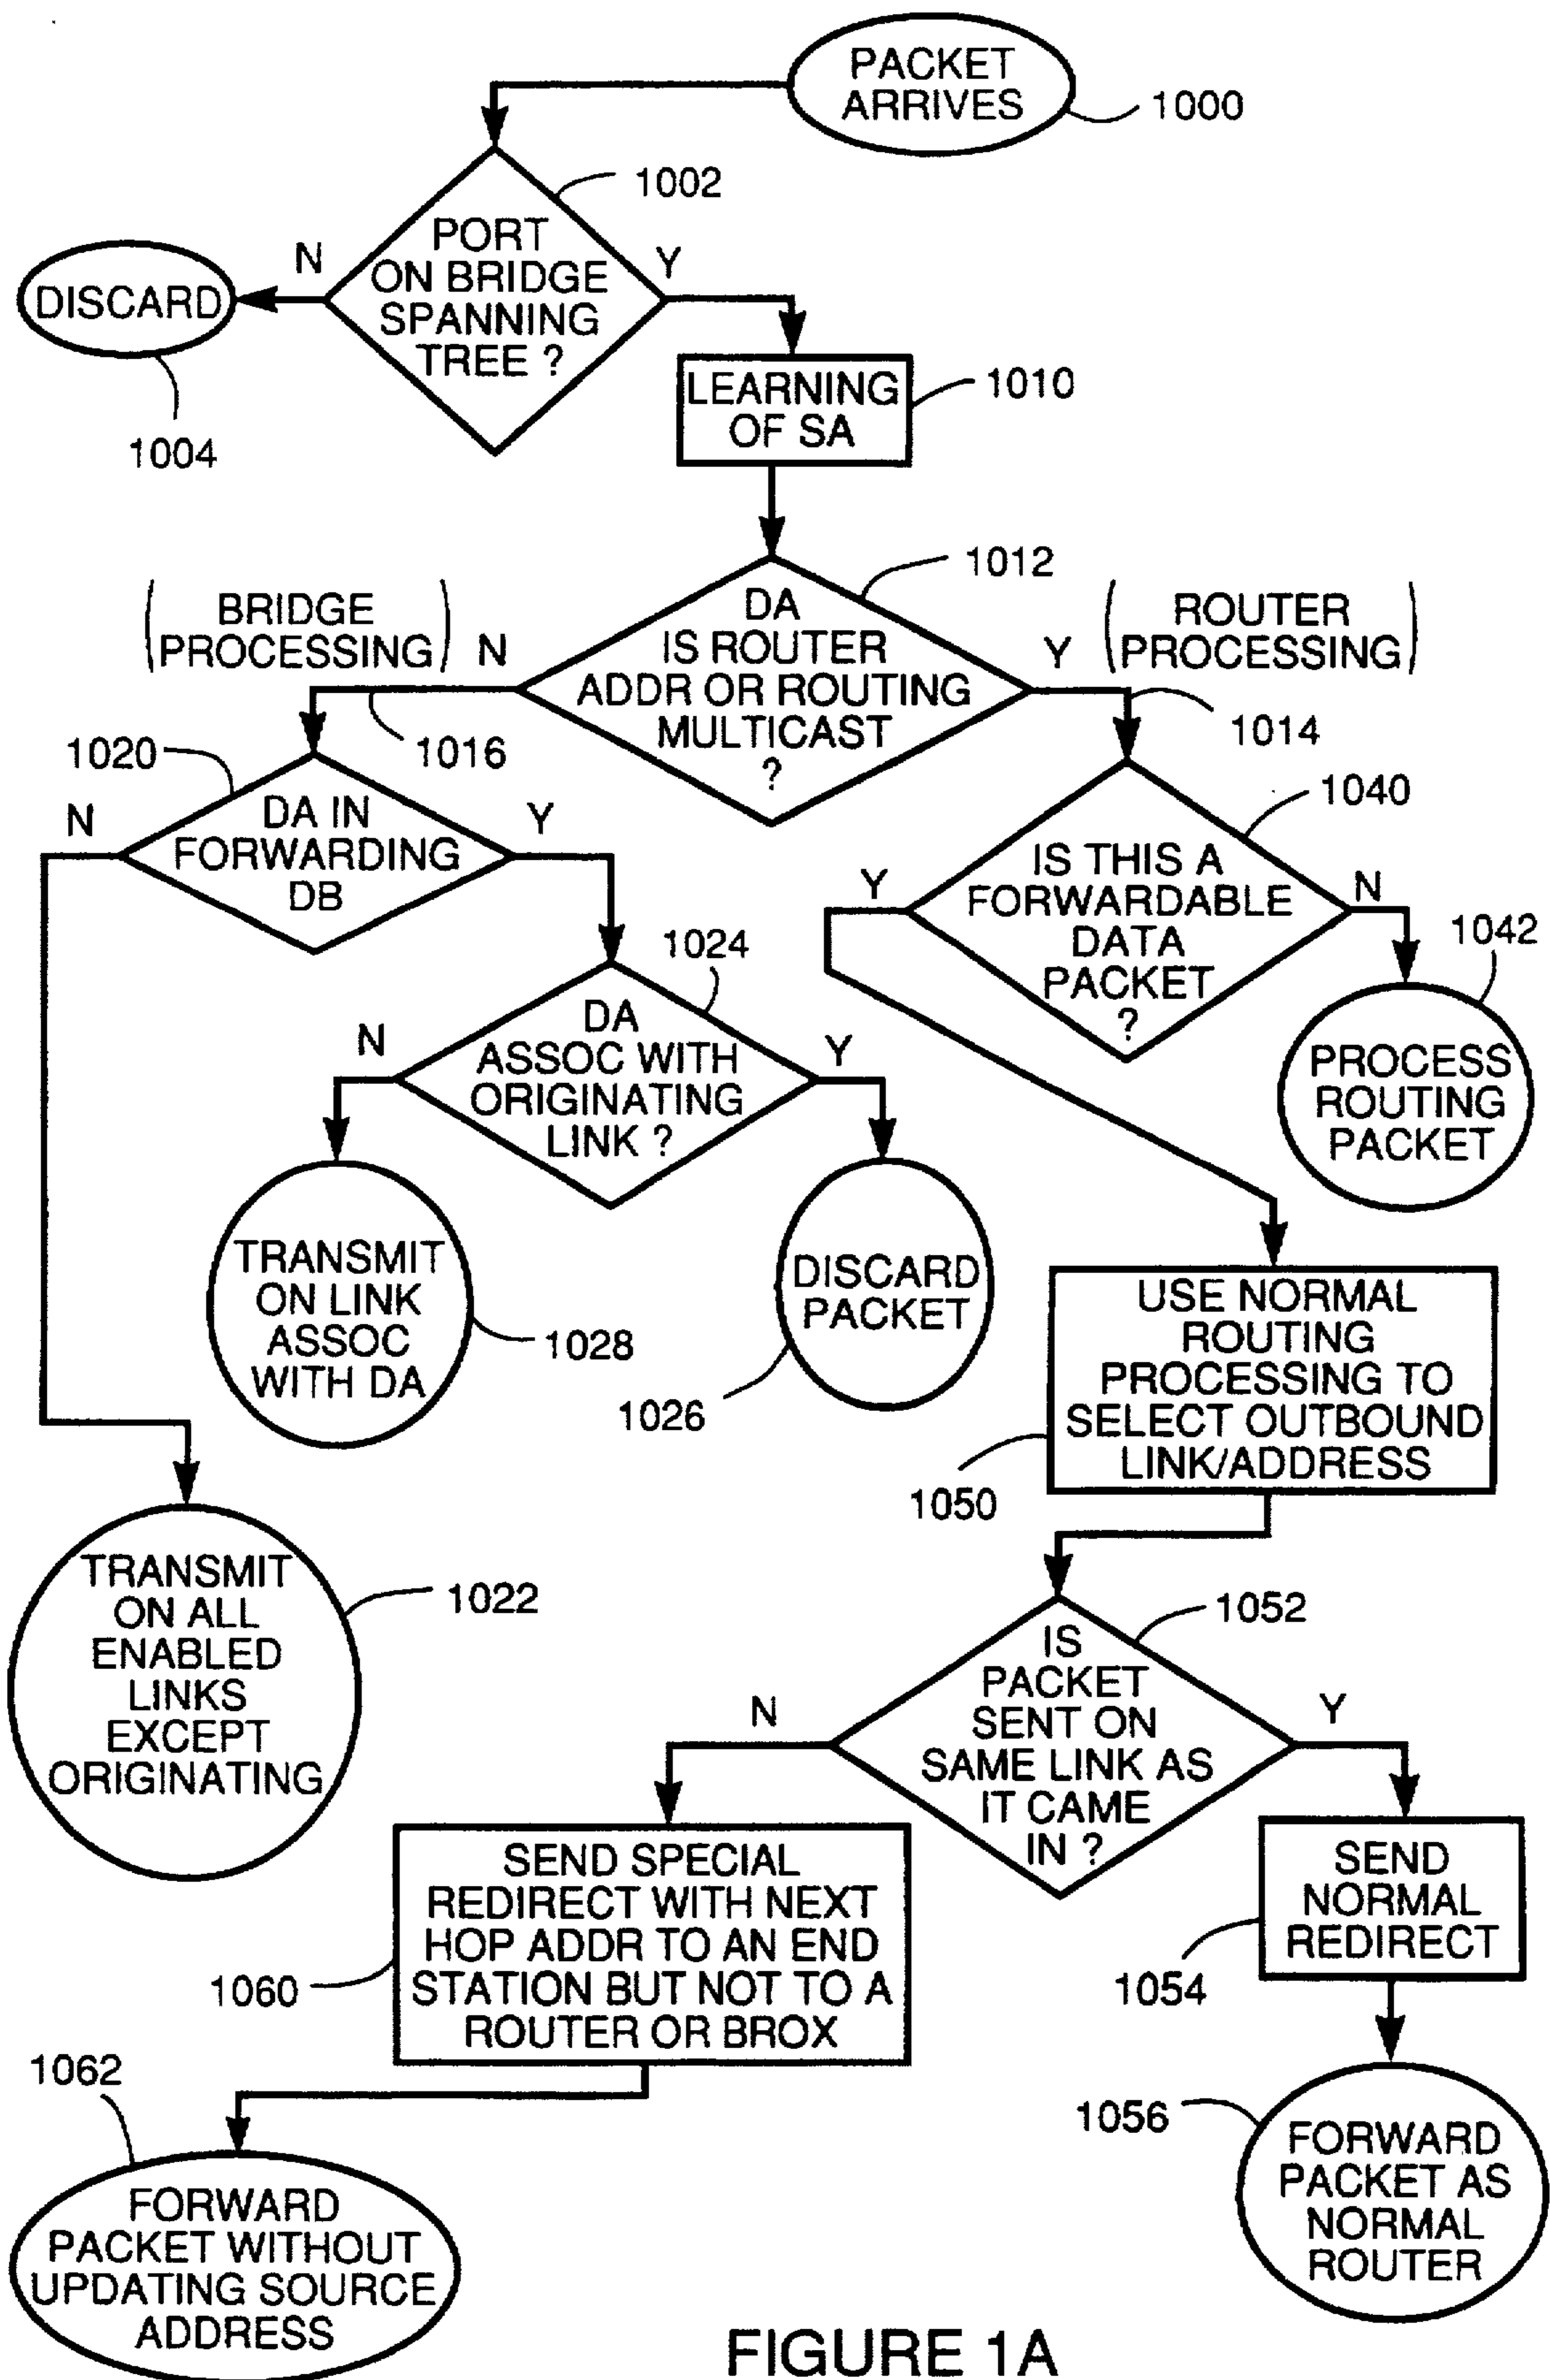 PACKET
ARRIVES
1000
1002
PORT
ON BRIDGE
SPANNING
TREE ?
N
Y
DISCARD
1004
LEARNING
OF SA
1010
1012
DA
IS ROUTER
ADDR OR ROUTING
MULTICAST
?
(BRIDGE
PROCESSING)
N
Y
(ROUTER
PROCESSING)
1016
1014
1020
DA IN
FORWARDING
DB
N
Y
1040
IS THIS A
FORWARDABLE
DATA
PACKET
?
Y
N
1042
PROCESS
ROUTING
PACKET
1024
DA
ASSOC WITH
ORIGINATING
LINK ?
N
Y
TRANSMIT
ON LINK
ASSOC
WITH DA
1028
DISCARD
PACKET
1026
USE NORMAL
ROUTING
PROCESSING TO
SELECT OUTBOUND
LINK/ADDRESS
1050
TRANSMIT
ON ALL
ENABLED
LINKS
EXCEPT
ORIGINATING
1022
1052
IS
PACKET
SENT ON
SAME LINK AS
IT CAME
IN ?
N
Y
SEND SPECIAL
REDIRECT WITH NEXT
HOP ADDR TO AN END
STATION BUT NOT TO A
ROUTER OR BROX
1060
SEND
NORMAL
REDIRECT
1054
1062
FORWARD
PACKET WITHOUT
UPDATING SOURCE
ADDRESS
1056
FORWARD
PACKET AS
NORMAL
ROUTER
FIGURE 1A